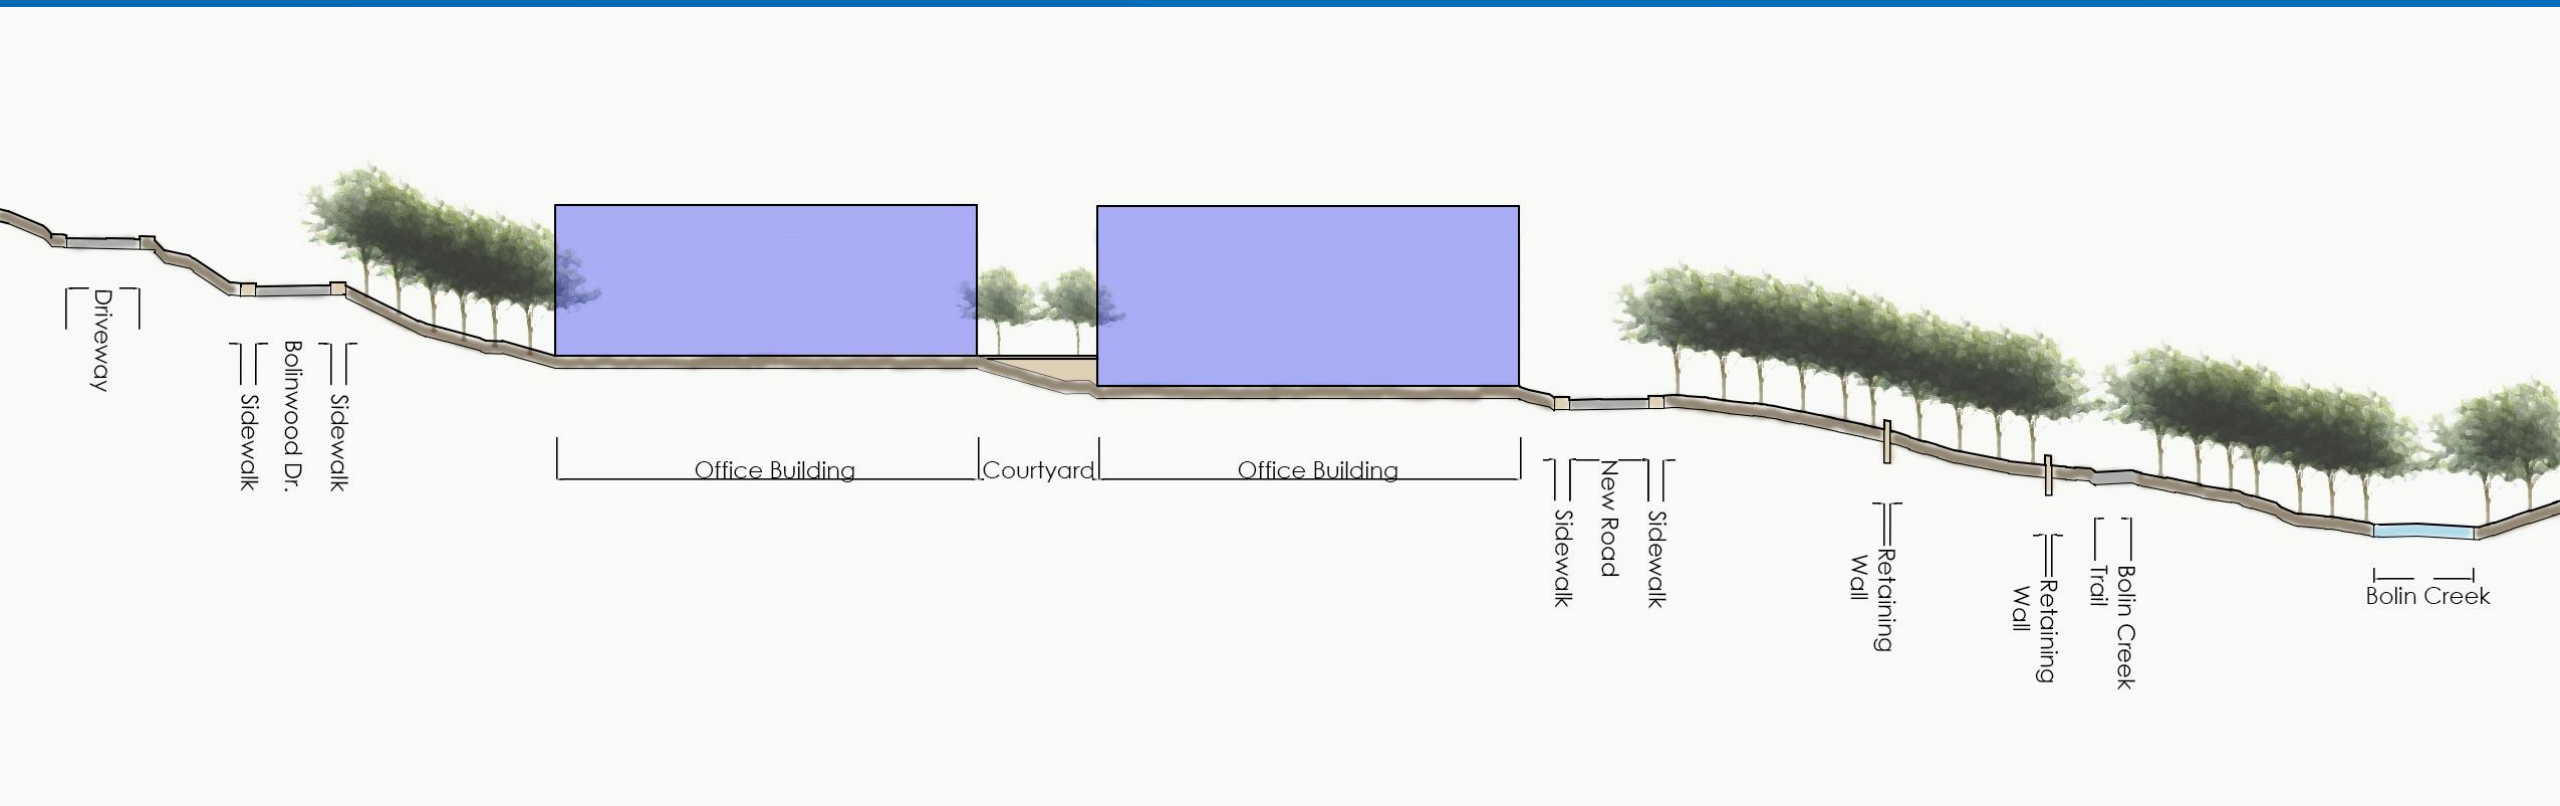 Driveway
Sidewalk
Bolinwood Dr.
Sidewalk
Office Building
Courtyard
Office Building
Sidewalk
New Road
Sidewalk
Retaining
Wall
Retaining
Wall
Bolin Creek
Trail
Bolin Creek